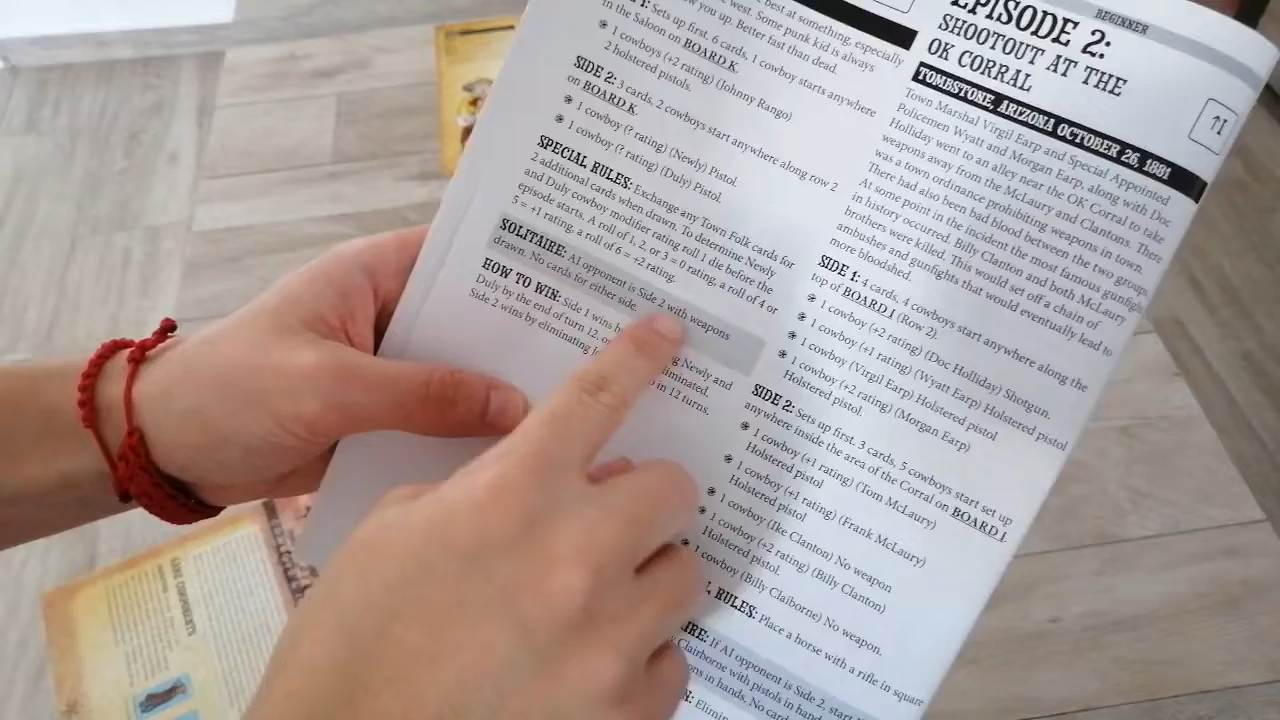 best at something, especially
west. Some punk kid is always
you up. Better fast than dead.
Sets up first. 6 cards, 1 cowboy starts anywhere
in the Saloon on BOARD K.
1 cowboys (+2 rating) (Johnny Rango)
2 holstered pistols.
SIDE 2: 3 cards, 2 cowboys start anywhere along row 2
on BOARD K.
1 cowboy (? rating) (Newly) Pistol.
1 cowboy (? rating) (Duly) Pistol.
SPECIAL RULES: Exchange any Town Folk cards for
2 additional cards when drawn. To determine Newly
and Duly cowboy modifier rating roll 1 die before the
episode starts. A roll of 1, 2, or 3 = 0 rating, a roll of 4 or
5 = +1 rating, a roll of 6 = +2 rating.
SOLITAIRE: AI opponent is Side 2 with weapons
drawn. No cards for either side.
HOW TO WIN: Side 1 wins Newly and
Duly by the end of turn 12, liminated.
Side 2 wins by eliminating in 12 turns.
BEGINNER
EPISODE 2:
SHOOTOUT AT THE
OK CORRAL
TOMBSTONE, ARIZONA OCTOBER 26, 1881
↑I
Town Marshal Virgil Earp and Special Appointed
Policemen Wyatt and Morgan Earp, along with Doc
Holliday went to an alley near the OK Corral to take
weapons away from the McLaury and Clantons. There
was a town ordinance prohibiting weapons in town.
There had also been bad blood between the two groups.
At some point in the incident the most famous gunfight
in history occurred. Billy Clanton and both McLaury
brothers were killed. This would set off a chain of
ambushes and gunfights that would eventually lead to
more bloodshed.
SIDE 1: 4 cards, 4 cowboys start anywhere along the
top of BOARD I (Row 2).
1 cowboy (+2 rating) (Doc Holliday) Shotgun.
1 cowboy (+1 rating) (Wyatt Earp) Holstered pistol
1 cowboy (Virgil Earp) Holstered pistol
1 cowboy (+2 rating) (Morgan Earp)
Holstered pistol.
SIDE 2: Sets up first. 3 cards, 5 cowboys start set up
anywhere inside the area of the Corral on BOARD I.
1 cowboy (+1 rating) (Tom McLaury)
Holstered pistol
1 cowboy (+1 rating) (Frank McLaury)
Holstered pistol
1 cowboy (Ike Clanton) No weapon
1 cowboy (+2 rating) (Billy Clanton)
Holstered pistol.
1 cowboy (Billy Claiborne) No weapon.
RULES: Place a horse with a rifle in square
If AI opponent is Side 2, start
Clairborne with pistols in hand
in hands. No
GAME COMPONENTS